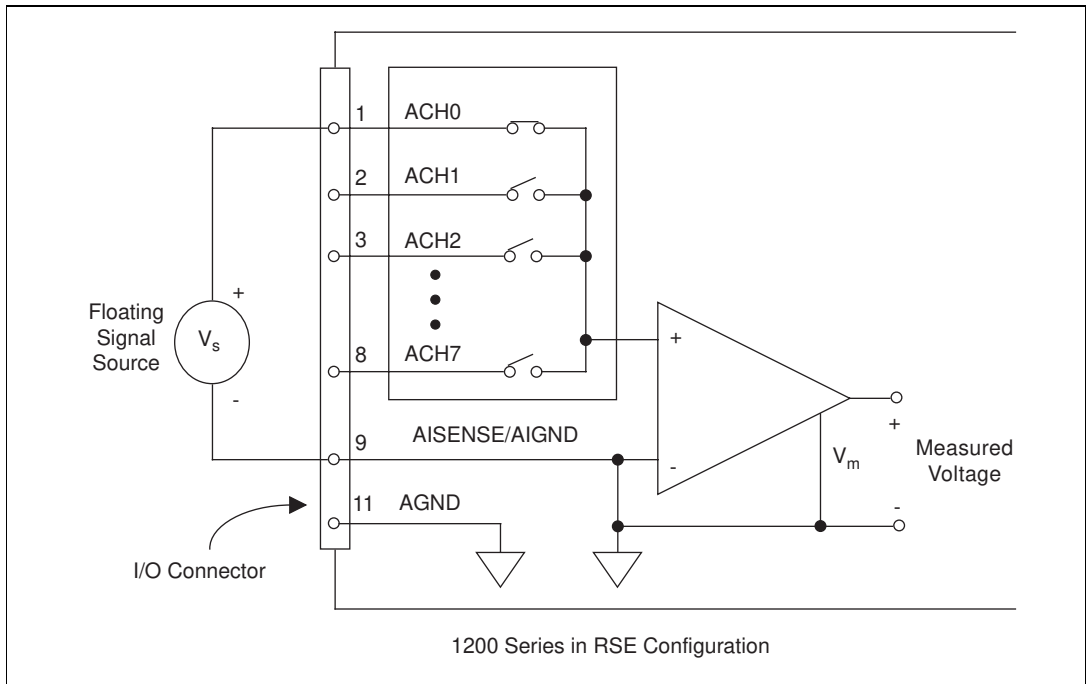 1 ACH0
2 ACH1
3 ACH2
+
Floating
Signal
Source
Vs
-
8 ACH7
+
-
9 AISENSE/AIGND
11 AGND
I/O Connector
+
Vm
Measured
Voltage
-
1200 Series in RSE Configuration